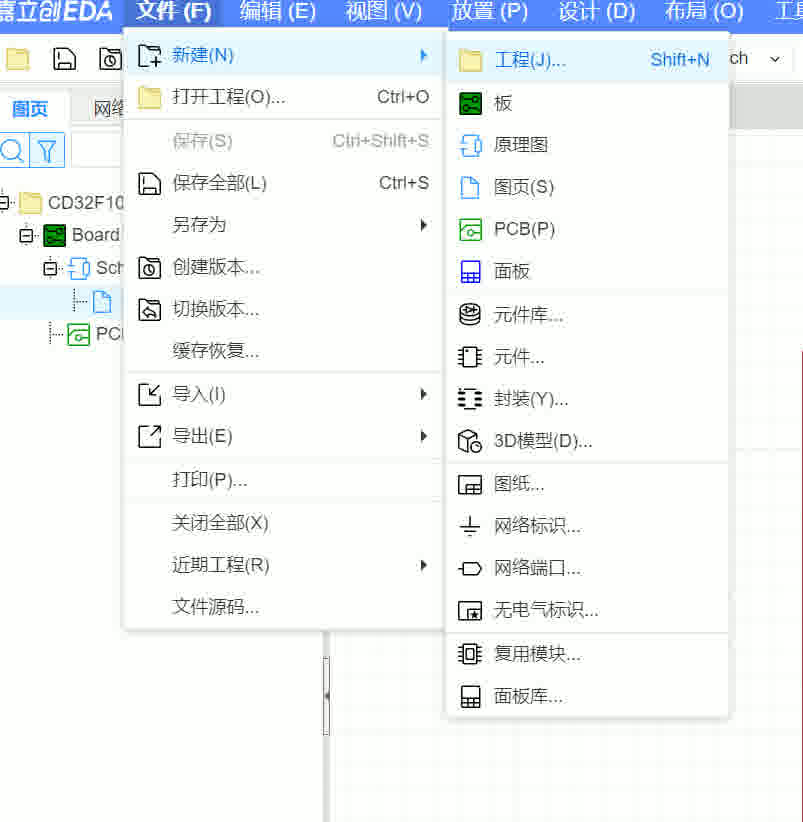 嘉立创EDA 文件 (F) 编辑 (E) 视图 (V) 放置 (P) 设计 (D) 布局 (O)
图页
新建(N)
打开工程(O)... Ctrl+O
保存(S) Ctrl+Shift+S
保存全部(L) Ctrl+S
另存为
创建版本...
切换版本...
缓存恢复...
导入(I)
导出(E)
打印(P)...
关闭全部(X)
近期工程(R)
文件源码...
工程(J)... Shift+N
板
原理图
图页(S)
PCB(P)
面板
元件库...
元件...
封装(Y)...
3D模型(D)...
图纸...
网络标识...
网络端口...
无电气标识...
复用模块...
面板库...
CD32F10
Board
Sch
PC